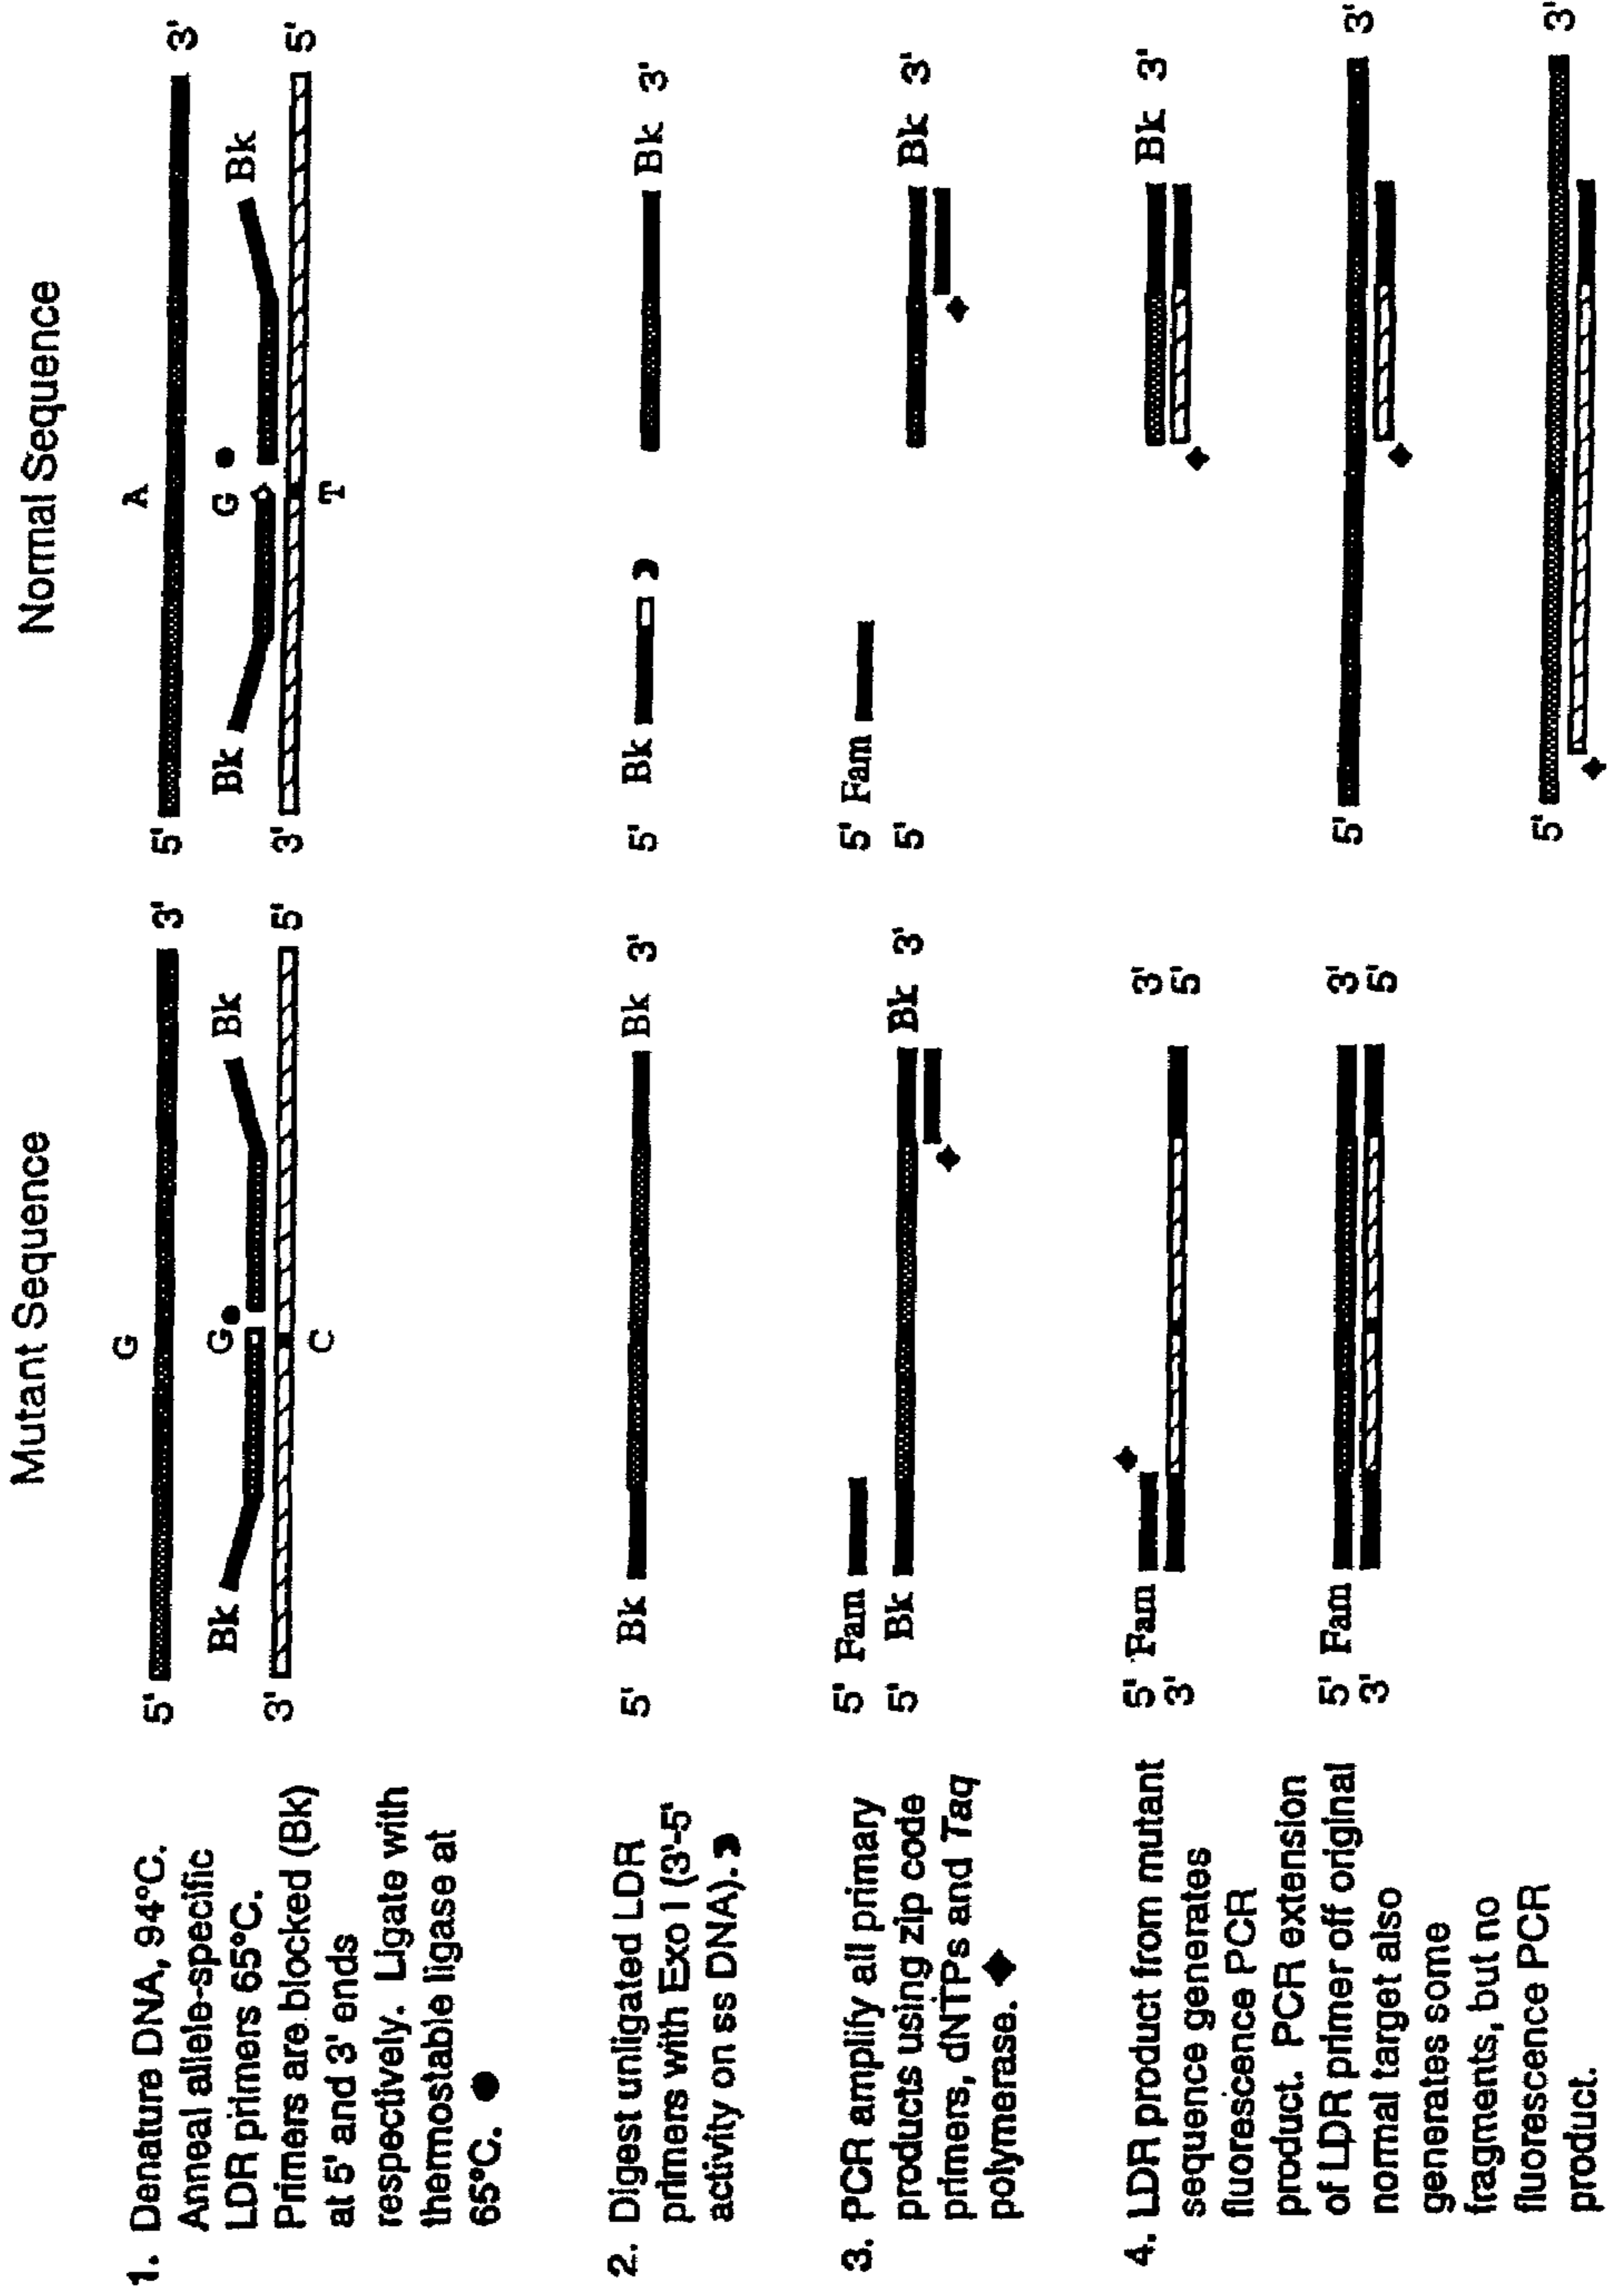 Mutant Sequence
Normal Sequence
1. Denature DNA, 94°C.
Anneal allele-specific
LDR primers 65°C.
Primers are blocked (Bk)
at 5' and 3' ends
respectively. Ligate with
thermostable ligase at
65°C.
G
5' 3'
Bk G Bk
3' 5'
C
A
5' 3'
Bk G Bk
3' 5'
T
2. Digest unligated LDR
primers with Exo I (3'-5'
activity on ss DNA).
5' Bk Bk 3'
5' Bk Bk 3'
3. PCR amplify all primary
products using zip code
primers, dNTPs and Taq
polymerase.
5' Fam
5' Bk Bk 3'
5' Fam
5' Bk 3'
4. LDR product from mutant
sequence generates
fluorescence PCR
product. PCR extension
of LDR primer off original
normal target also
generates some
fragments, but no
fluorescence PCR
product.
5' Fam 3'
3' 5'
5' Fam 3'
3' 5'
Bk 3'
5' 3'
5' 3'